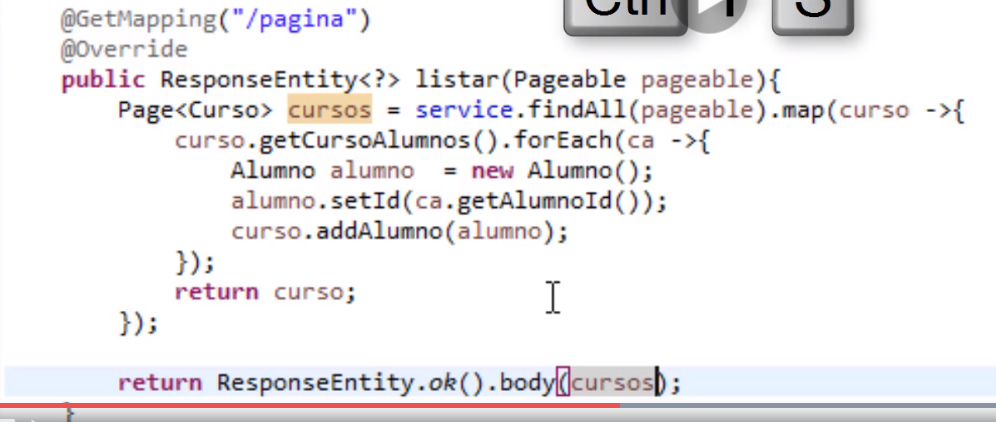 Ctrl
S
@GetMapping("/pagina")
@Override
public ResponseEntity<?> listar(Pageable pageable){
Page<Curso> cursos = service.findAll(pageable).map(curso ->{
curso.getCursoAlumnos().forEach(ca ->{
Alumno alumno  = new Alumno();
alumno.setId(ca.getAlumnoId());
curso.addAlumno(alumno);
});
return curso;
});
return ResponseEntity.ok().body(cursos);
}